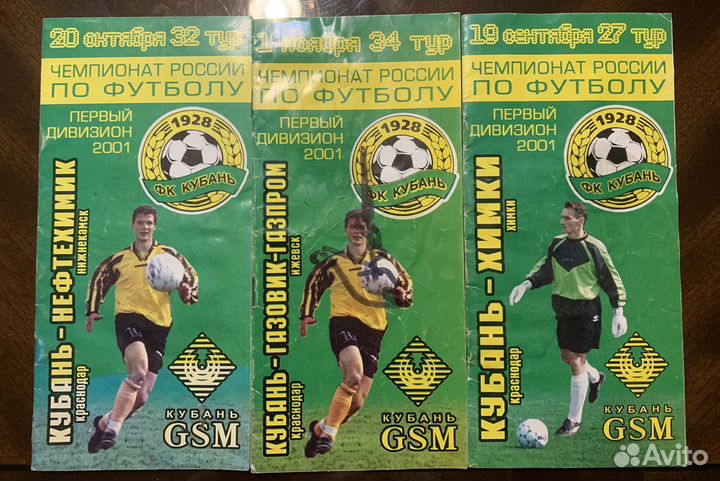 20 октября 32 тур
ЧЕМПИОНАТ РОССИИ
ПО ФУТБОЛУ
ПЕРВЫЙ
ДИВИЗИОН
2001
1928
ФК КУБАНЬ
КУБАНЬ-НЕФТЕХИМИК
краснодар нижнекамск
КУБАНЬ
GSM
ноября 34 тур
ЧЕМПИОНАТ РОССИИ
ПО ФУТБОЛУ
ПЕРВЫЙ
ДИВИЗИОН
2001
1928
ФК КУБАНЬ
КУБАНЬ-ГАЗОВИК-ГАЗПРОМ
краснодар ижевск
КУБАНЬ
GSM
19 сентября 27 тур
ЧЕМПИОНАТ РОССИИ
ПО ФУТБОЛУ
ПЕРВЫЙ
ДИВИЗИОН
2001
1928
ФК КУБАНЬ
КУБАНЬ-ХИМКИ
краснодар химки
КУБАНЬ
GSM
Avito